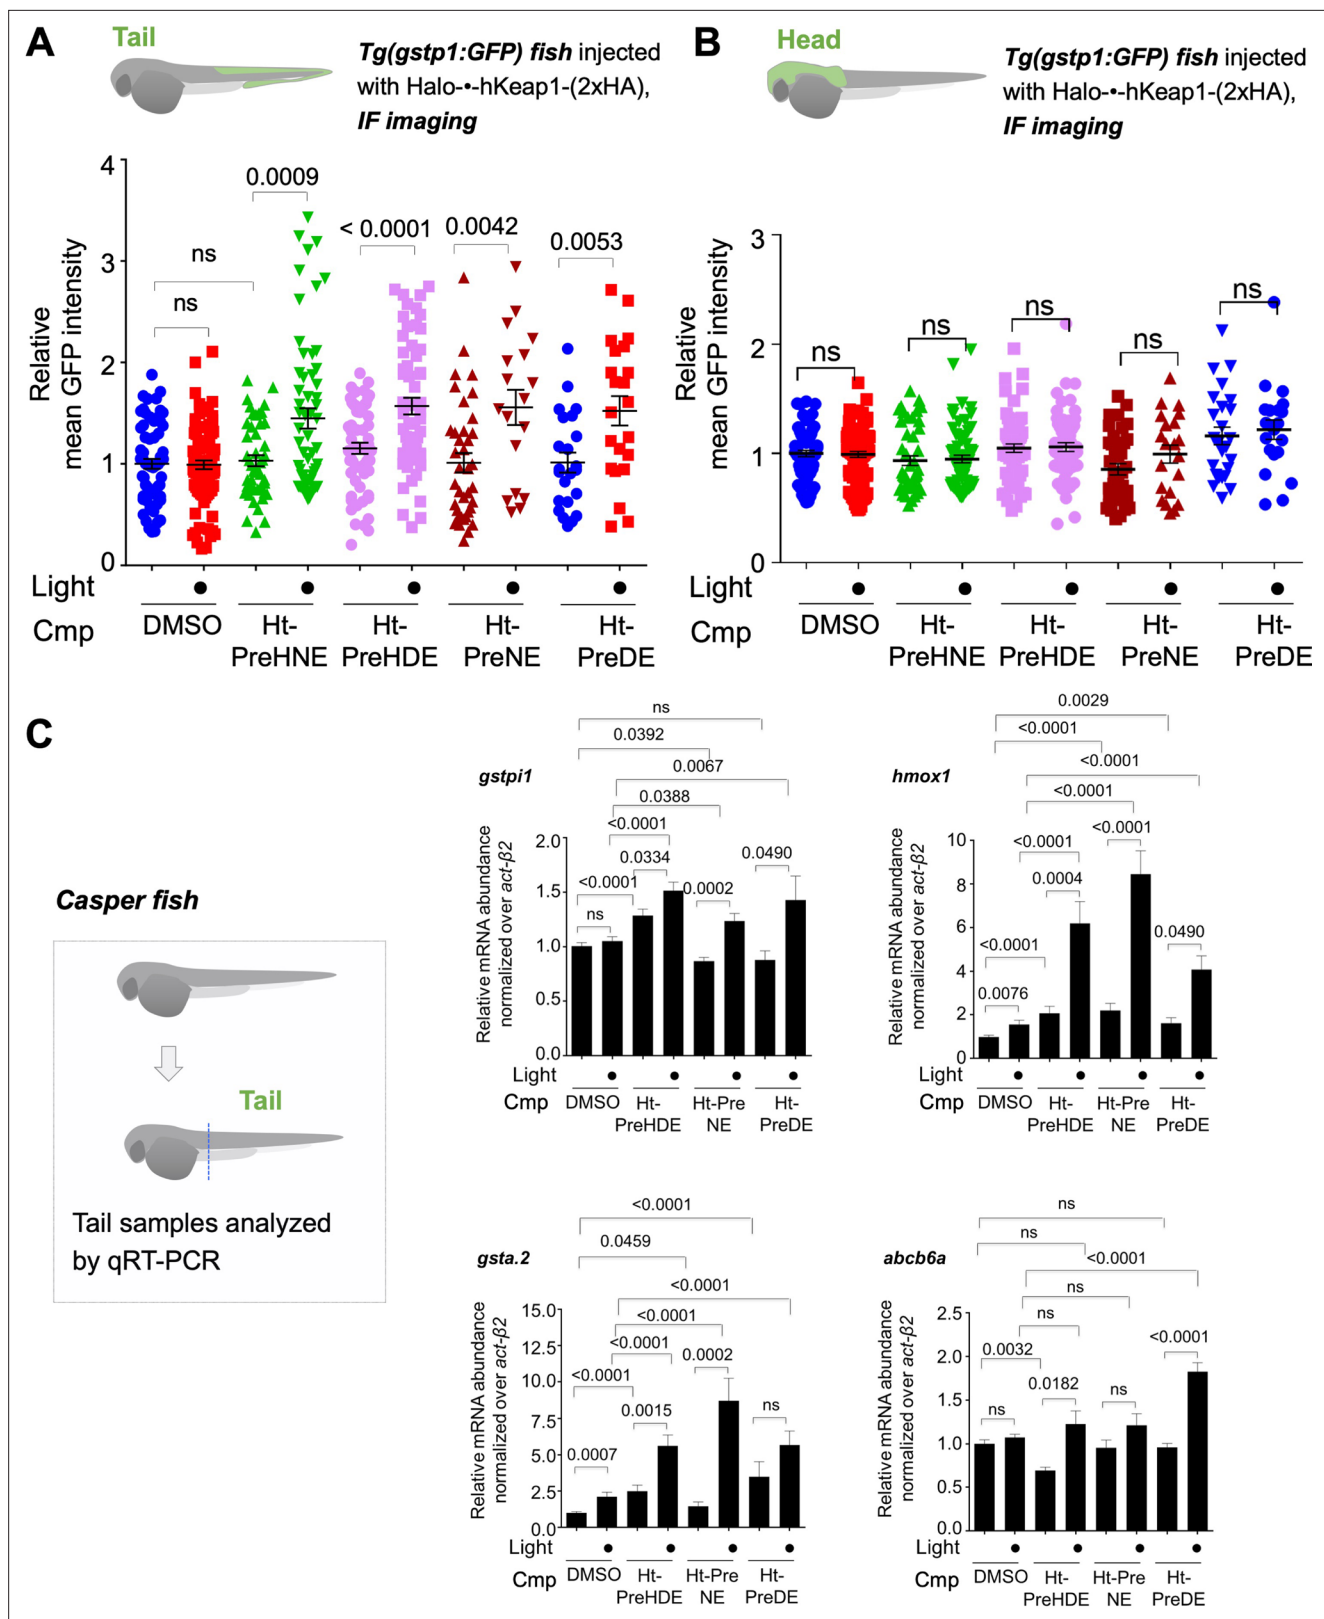 A
Tail
Tg(gstp1:GFP) fish injected
with Halo-•-hKeap1-(2xHA),
IF imaging
Relative
mean GFP intensity
4
3
2
1
0
ns
ns
0.0009
< 0.0001
0.0042
0.0053
Light
Cmp
DMSO
Ht-
PreHNE
Ht-
PreHDE
Ht-
PreNE
Ht-
PreDE
B
Head
Tg(gstp1:GFP) fish injected
with Halo-•-hKeap1-(2xHA),
IF imaging
Relative
mean GFP intensity
3
2
1
0
ns
ns
ns
ns
ns
Light
Cmp
DMSO
Ht-
PreHNE
Ht-
PreHDE
Ht-
PreNE
Ht-
PreDE
C
Casper fish
Tail
Tail samples analyzed
by qRT-PCR
gstpi1
Relative mRNA abundance
normalized over act-β2
2.0
1.5
1.0
0.5
0.0
ns
0.0392
0.0067
0.0388
<0.0001
0.0334
0.0490
<0.0001
0.0002
ns
Light
Cmp
DMSO
Ht-
PreHDE
Ht-Pre
NE
Ht-
PreDE
hmox1
Relative mRNA abundance
normalized over act-β2
10
8
6
4
2
0
0.0029
<0.0001
<0.0001
<0.0001
<0.0001
<0.0001
0.0004
0.0490
<0.0001
0.0076
Light
Cmp
DMSO
Ht-
PreHDE
Ht-Pre
NE
Ht-
PreDE
gsta.2
Relative mRNA abundance
normalized over act-β2
15.0
12.5
10.0
7.5
5.0
2.5
0.0
<0.0001
0.0459
<0.0001
<0.0001
<0.0001
0.0002
<0.0001
0.0015
ns
0.0007
Light
Cmp
DMSO
Ht-
PreHDE
Ht-Pre
NE
Ht-
PreDE
abcb6a
Relative mRNA abundance
normalized over act-β2
2.5
2.0
1.5
1.0
0.5
0.0
ns
ns
<0.0001
ns
ns
<0.0001
0.0032
0.0182
ns
ns
Light
Cmp
DMSO
Ht-
PreHDE
Ht-Pre
NE
Ht-
PreDE